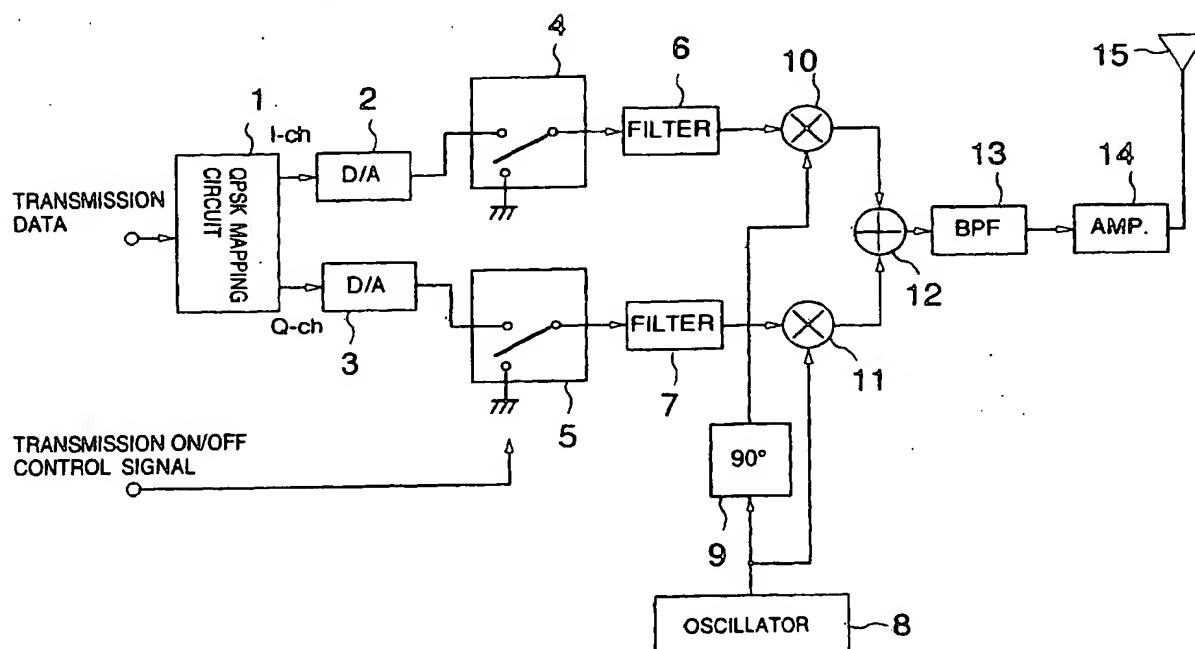 4
6
10
15
1
I-ch
2
FILTER
13
14
QPSK MAPPING
CIRCUIT
D/A
TRANSMISSION
DATA
BPF
AMP.
12
D/A
FILTER
Q-ch
3
11
5
7
TRANSMISSION ON/OFF
CONTROL SIGNAL
90°
9
OSCILLATOR
8